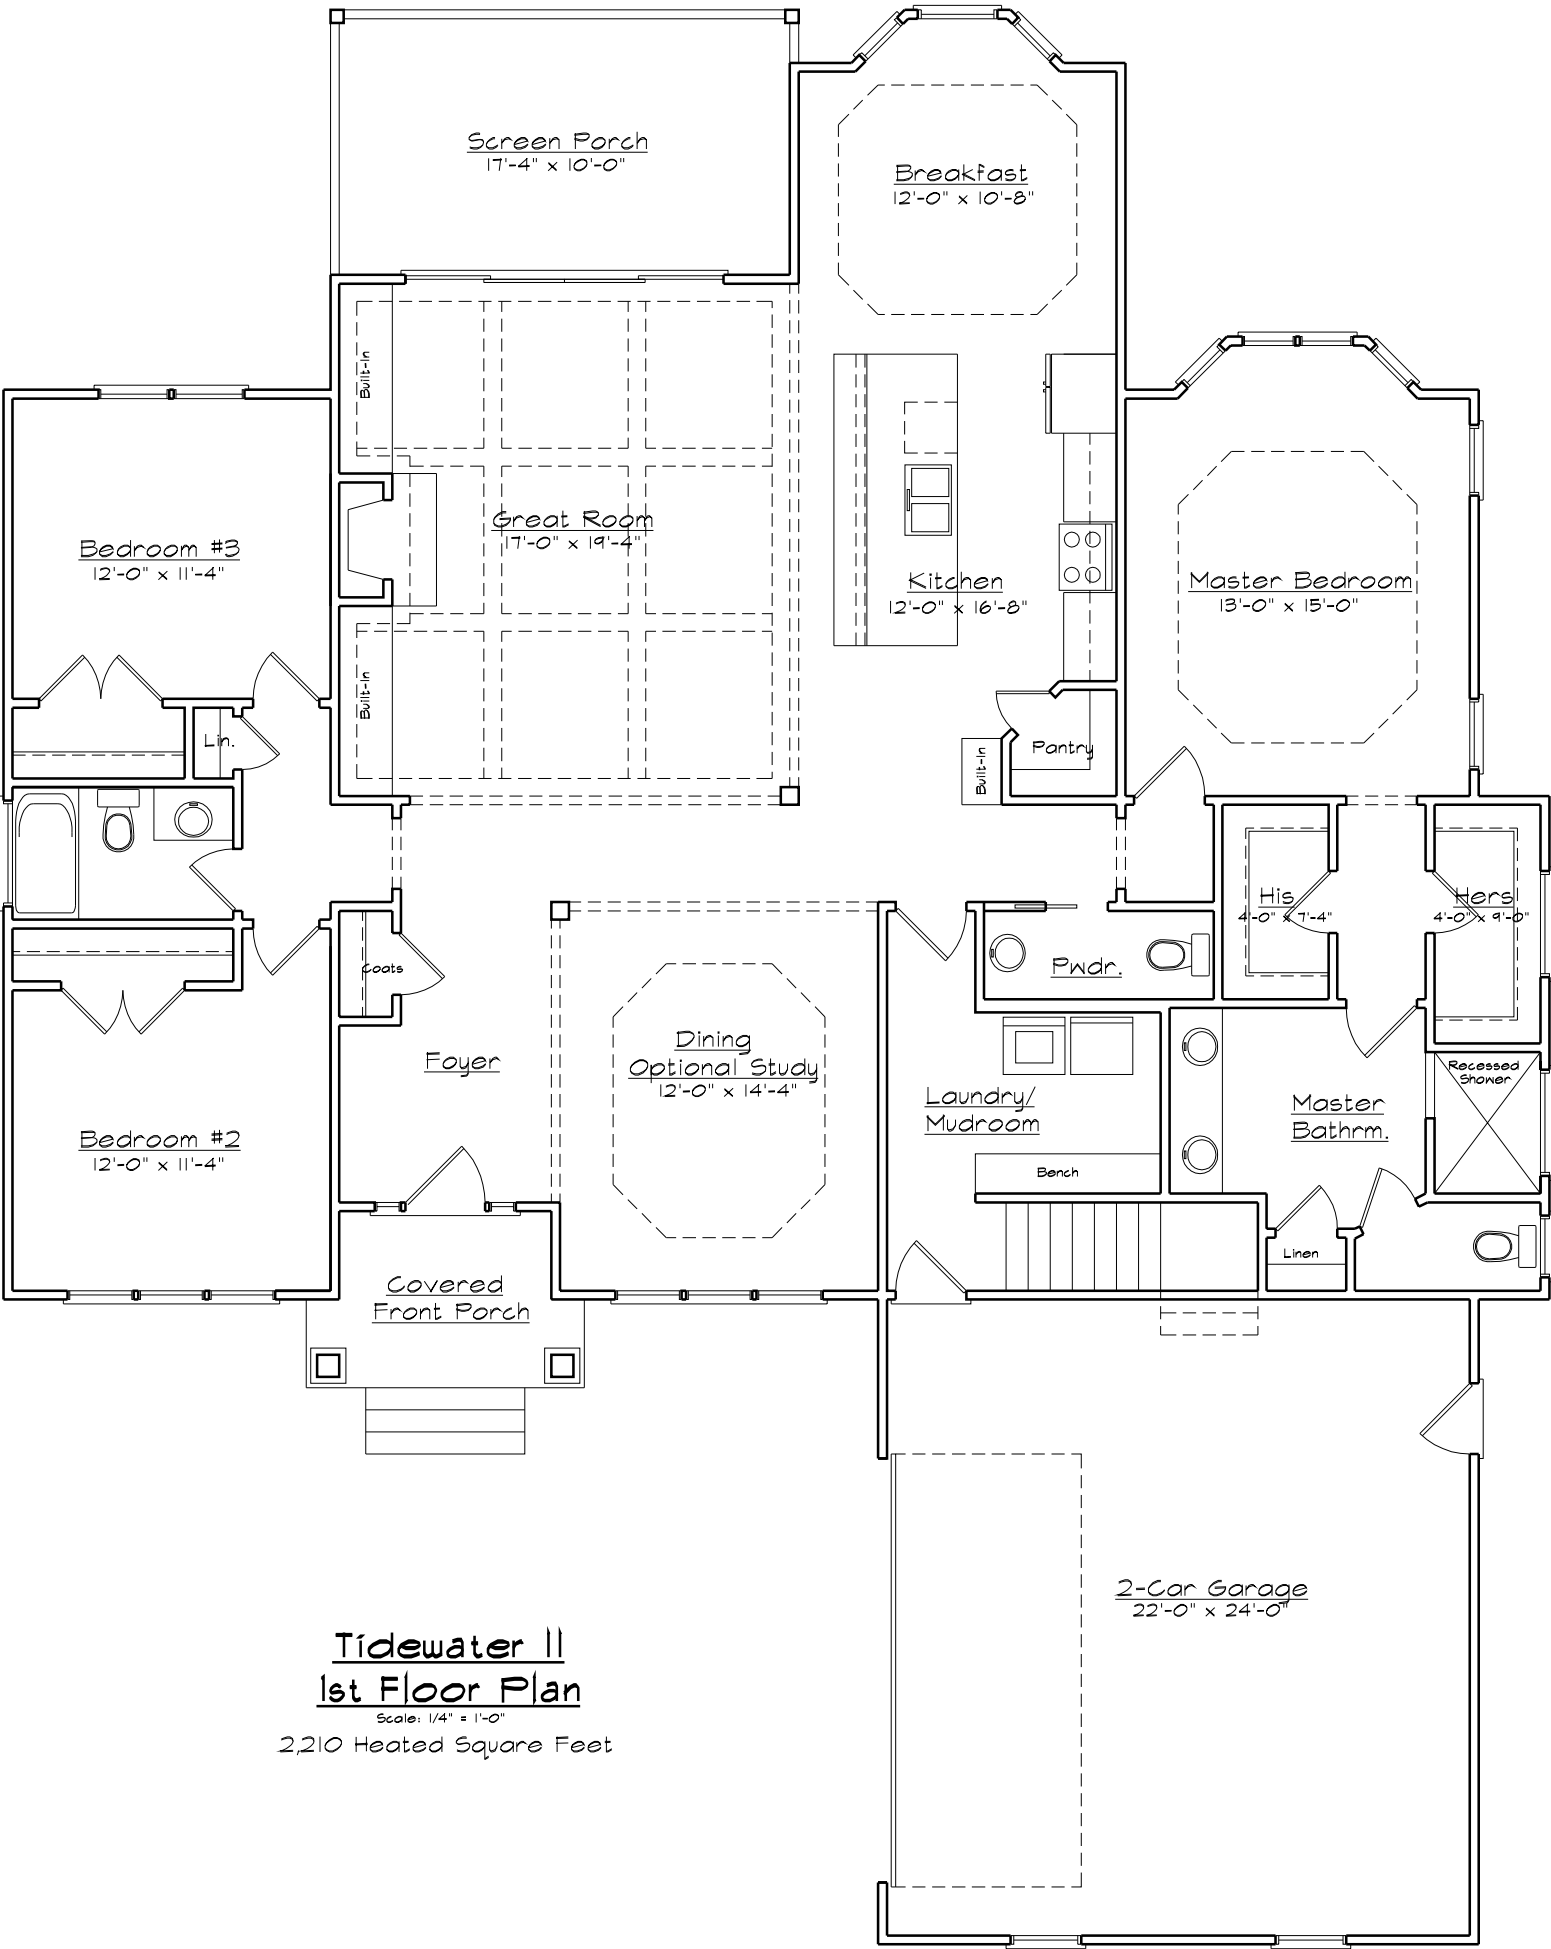 Screen Porch
17'-4" x 10'-0"
Breakfast
12'-0" x 10'-8"
Built-In
Great Room
17'-0" x 19'-4"
Bedroom #3
12'-0" x 11'-4"
Kitchen
12'-0" x 16'-8"
Master Bedroom
13'-0" x 15'-0"
Built-In
Lin.
Pantry
Built-In
His
4'-0" x 7'-4"
Hers
4'-0" x 9'-0"
Coats
Pwdr.
Foyer
Dining
Optional Study
12'-0" x 14'-4"
Laundry/
Mudroom
Recessed
Shower
Master
Bathrm.
Bedroom #2
12'-0" x 11'-4"
Bench
Linen
Covered
Front Porch
2-Car Garage
22'-0" x 24'-0"
Tidewater II
1st Floor Plan
Scale: 1/4" = 1'-0"
2,210 Heated Square Feet